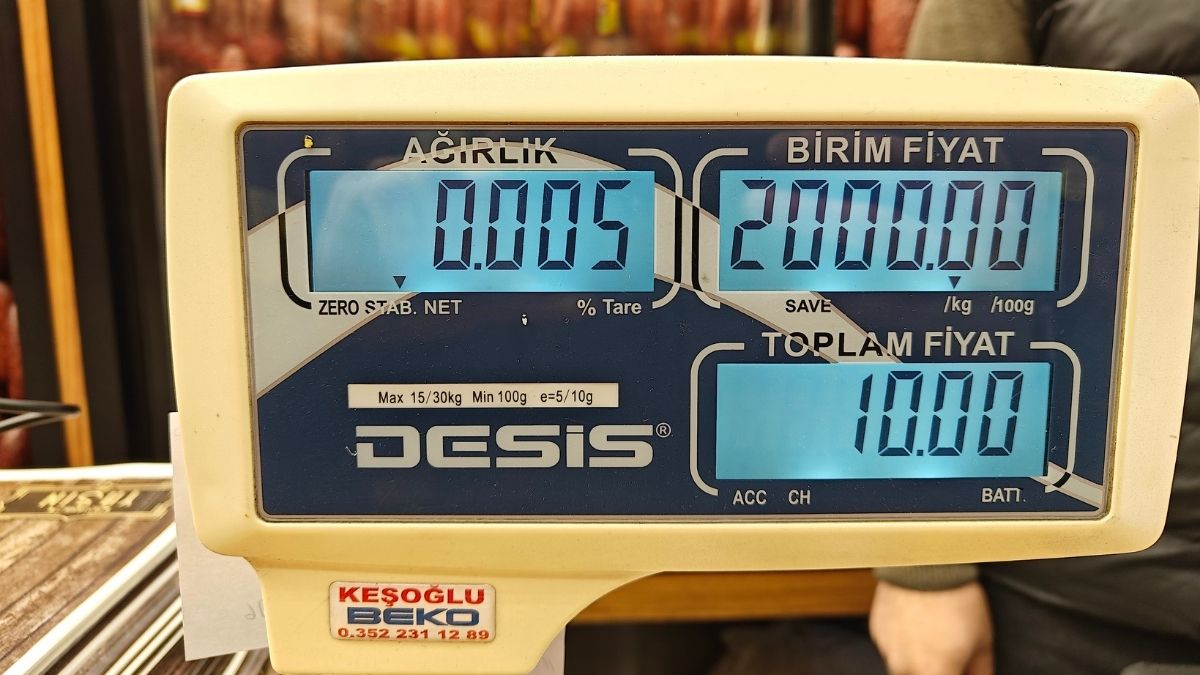 AĞIRLIK
BİRİM FİYAT
0.005
2000.00
ZERO STAB. NET % Tare
SAVE /kg /100g
TOPLAM FİYAT
10.00
Max 15/30kg Min 100g e=5/10g
DESİS®
ACC CH BATT.
KEŞOĞLU
BEKO
0.352 231 12 89